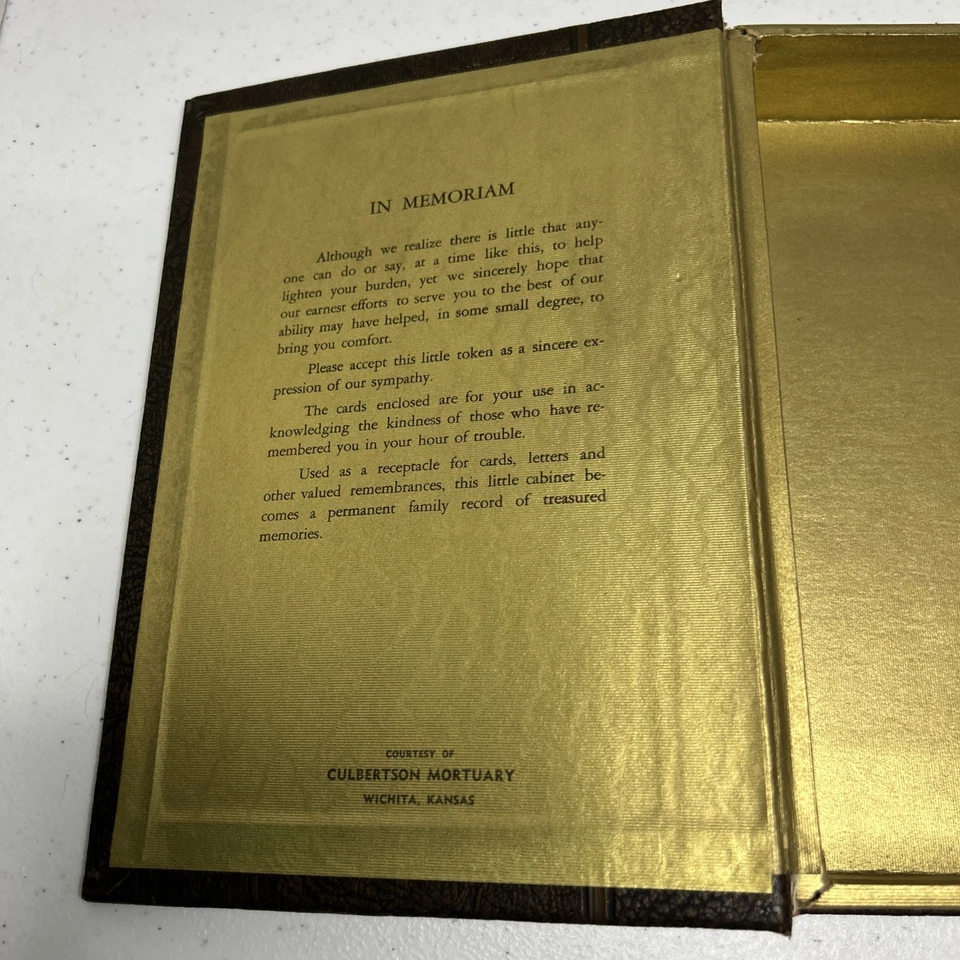 IN MEMORIAM
Although we realize there is little that any-
one can do or say, at a time like this, to help
lighten your burden, yet we sincerely hope that
our earnest efforts to serve you to the best of our
ability may have helped, in some small degree, to
bring you comfort.
Please accept this little token as a sincere ex-
pression of our sympathy.
The cards enclosed are for your use in ac-
knowledging the kindness of those who have re-
membered you in your hour of trouble.
Used as a receptacle for cards, letters and
other valued remembrances, this little cabinet be-
comes a permanent family record of treasured
memories.
COURTESY OF
CULBERTSON MORTUARY
WICHITA, KANSAS